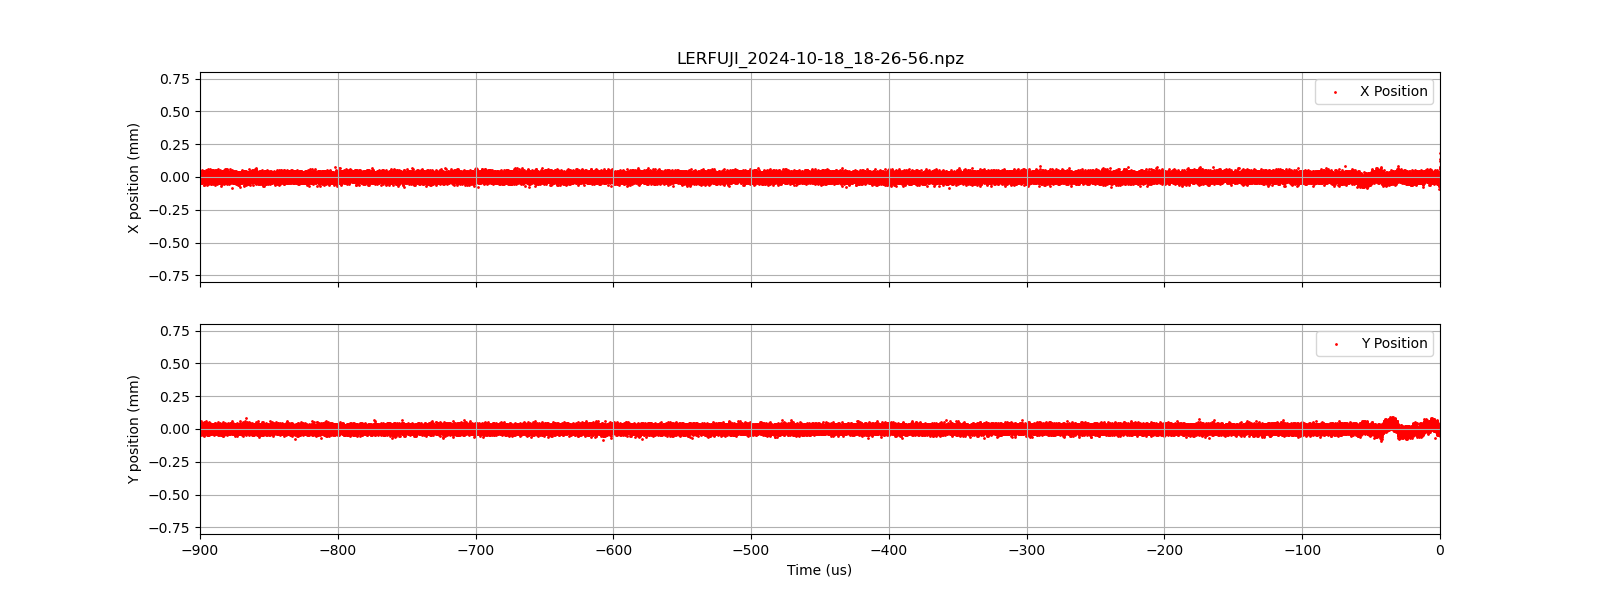 LERFUJI_2024-10-18_18-26-56.npz
0.75
0.50
0.25
0.00
−0.25
−0.50
−0.75
X position (mm)
X Position
0.75
0.50
0.25
0.00
−0.25
−0.50
−0.75
Y position (mm)
Y Position
−900 −800 −700 −600 −500 −400 −300 −200 −100 0
Time (us)